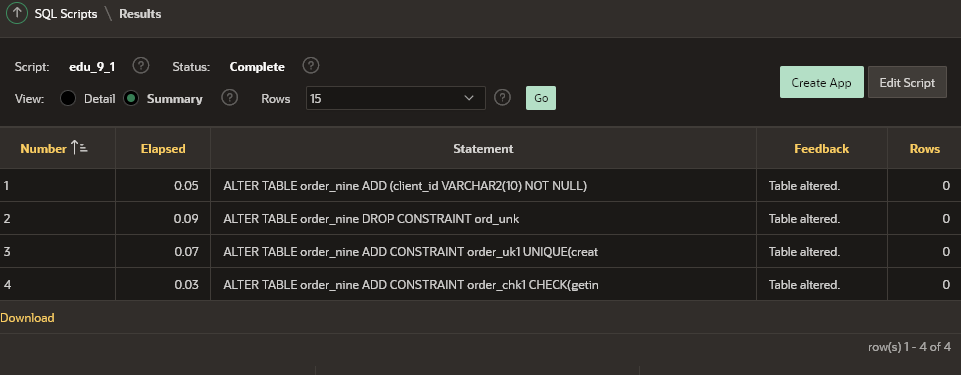 SQL Scripts \ Results
Script: edu_9_1 ? Status: Complete ?
View: Detail Summary ? Rows 15 ? Go
Create App Edit Script
Number Elapsed Statement Feedback Rows
1 0.05 ALTER TABLE order_nine ADD (client_id VARCHAR2(10) NOT NULL) Table altered. 0
2 0.09 ALTER TABLE order_nine DROP CONSTRAINT ord_unk Table altered. 0
3 0.07 ALTER TABLE order_nine ADD CONSTRAINT order_uk1 UNIQUE(creat Table altered. 0
4 0.03 ALTER TABLE order_nine ADD CONSTRAINT order_chk1 CHECK(getin Table altered. 0
Download
row(s) 1 - 4 of 4